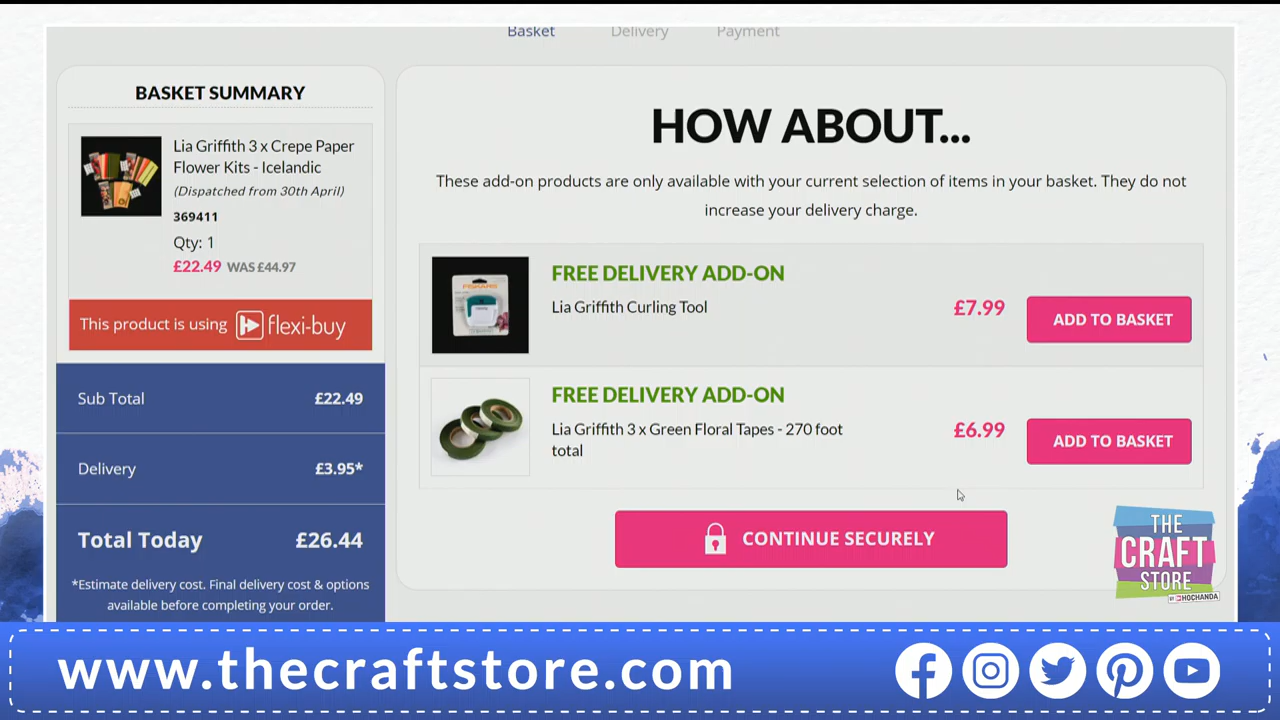 Basket Delivery Payment
BASKET SUMMARY
Lia Griffith 3 x Crepe Paper
Flower Kits - Icelandic
(Dispatched from 30th April)
369411
Qty: 1
£22.49 WAS £44.97
This product is using flexi-buy
Sub Total £22.49
Delivery £3.95*
Total Today £26.44
*Estimate delivery cost. Final delivery cost & options
available before completing your order.
HOW ABOUT...
These add-on products are only available with your current selection of items in your basket. They do not
increase your delivery charge.
FISKARS
FREE DELIVERY ADD-ON
Lia Griffith Curling Tool
£7.99
ADD TO BASKET
FREE DELIVERY ADD-ON
Lia Griffith 3 x Green Floral Tapes - 270 foot
total
£6.99
ADD TO BASKET
CONTINUE SECURELY
THE
CRAFT
STORE
BY HOCHANDA
www.thecraftstore.com